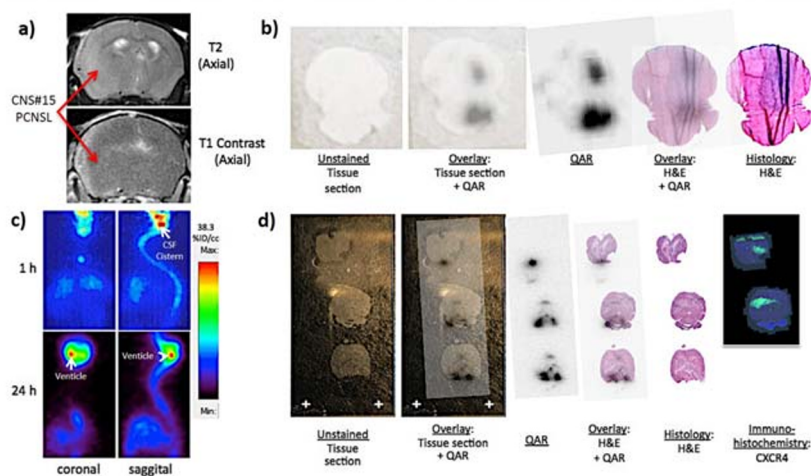 a)
T2
(Axial)
CNS#15
PCNSL
T1 Contrast
(Axial)
b)
Unstained
Tissue
section
Overlay:
Tissue section
+ QAR
QAR
Overlay:
H&E
+ QAR
Histology:
H&E
c)
1 h
CSF
Cistern
38.3
%ID/cc
Max:
24 h
Venticle
Venticle
Min:
coronal
saggital
d)
Unstained
Tissue
section
Overlay:
Tissue section
+ QAR
QAR
Overlay:
H&E
+ QAR
Histology:
H&E
Immuno-
histochemistry:
CXCR4